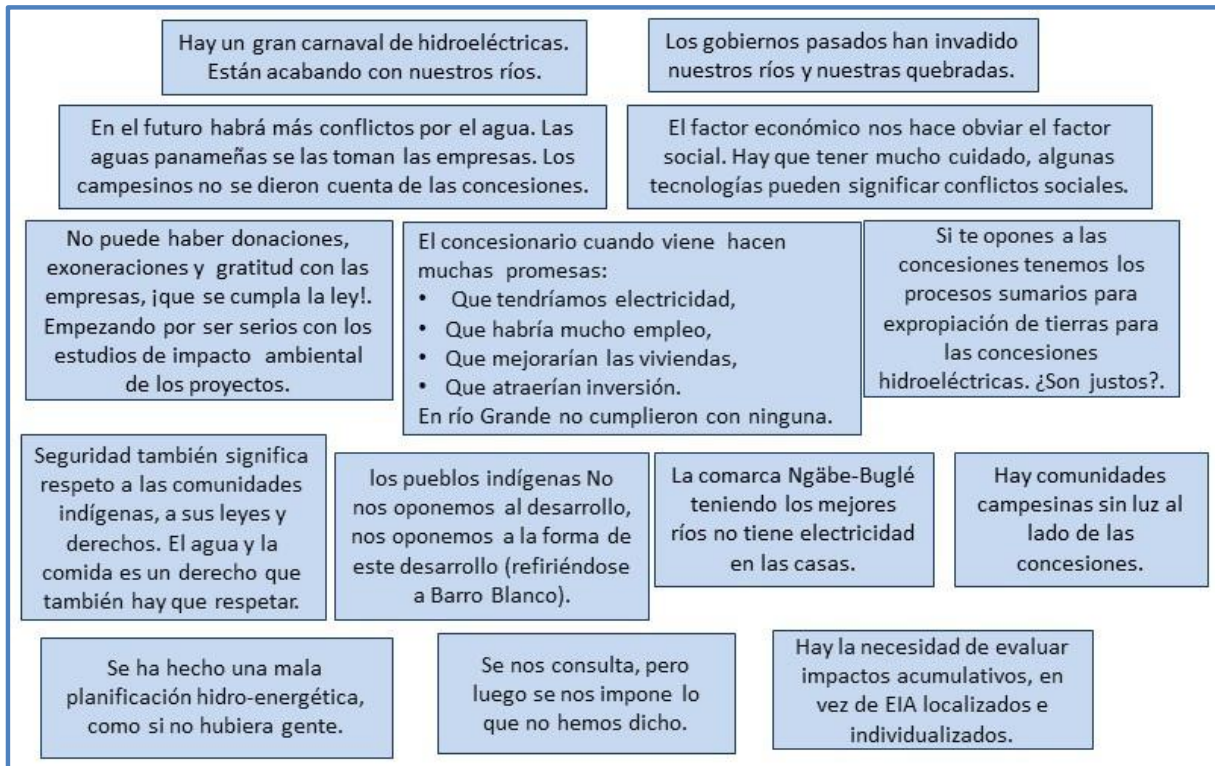 Hay un gran carnaval de hidroeléctricas.
Están acabando con nuestros ríos.
Los gobiernos pasados han invadido
nuestros ríos y nuestras quebradas.
En el futuro habrá más conflictos por el agua. Las
aguas panameñas se las toman las empresas. Los
campesinos no se dieron cuenta de las concesiones.
El factor económico nos hace obviar el factor
social. Hay que tener mucho cuidado, algunas
tecnologías pueden significar conflictos sociales.
No puede haber donaciones,
exoneraciones y gratitud con las
empresas, ¡que se cumpla la ley!.
Empezando por ser serios con los
estudios de impacto ambiental
de los proyectos.
El concesionario cuando viene hacen
muchas promesas:
• Que tendríamos electricidad,
• Que habría mucho empleo,
• Que mejorarían las viviendas,
• Que atraerían inversión.
En río Grande no cumplieron con ninguna.
Si te opones a las
concesiones tenemos los
procesos sumarios para
expropiación de tierras para
las concesiones
hidroeléctricas. ¿Son justos?.
Seguridad también significa
respeto a las comunidades
indígenas, a sus leyes y
derechos. El agua y la
comida es un derecho que
también hay que respetar.
los pueblos indígenas No
nos oponemos al desarrollo,
nos oponemos a la forma de
este desarrollo (refiriéndose
a Barro Blanco).
La comarca Ngäbe-Buglé
teniendo los mejores
ríos no tiene electricidad
en las casas.
Hay comunidades
campesinas sin luz al
lado de las
concesiones.
Se ha hecho una mala
planificación hidro-energética,
como si no hubiera gente.
Se nos consulta, pero
luego se nos impone lo
que no hemos dicho.
Hay la necesidad de evaluar
impactos acumulativos, en
vez de EIA localizados e
individualizados.